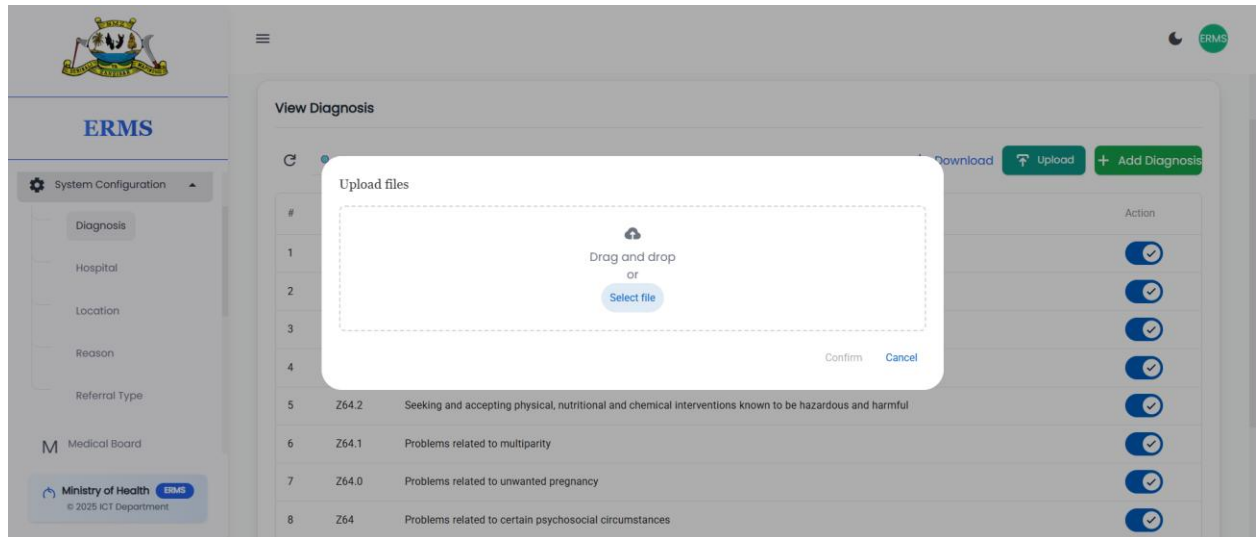 ERMS
ERMS
View Diagnosis
Download
Upload
+ Add Diagnosis
System Configuration
Diagnosis
Hospital
Location
Reason
Referral Type
M Medical Board
Ministry of Health ERMS
© 2025 ICT Department
Upload files
Drag and drop
or
Select file
Confirm Cancel
# Action
1
2
3
4
5 Z64.2 Seeking and accepting physical, nutritional and chemical interventions known to be hazardous and harmful
6 Z64.1 Problems related to multiparity
7 Z64.0 Problems related to unwanted pregnancy
8 Z64 Problems related to certain psychosocial circumstances